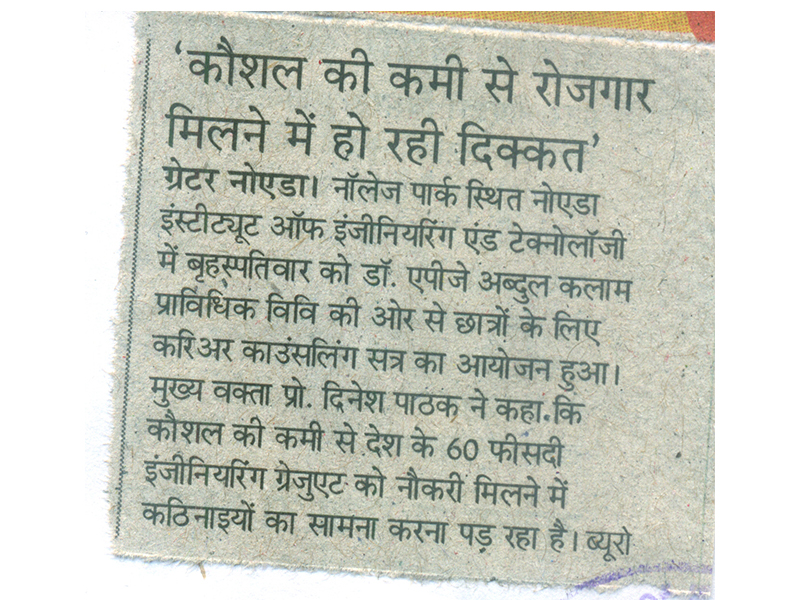 ‘कौशल की कमी से रोजगार
मिलने में हो रही दिक्कत’
ग्रेटर नोएडा। नॉलेज पार्क स्थित नोएडा
इंस्टीट्यूट ऑफ इंजीनियरिंग एंड टेक्नोलॉजी
में बृहस्पतिवार को डॉ. एपीजे अब्दुल कलाम
प्राविधिक विवि की ओर से छात्रों के लिए
करिअर काउंसलिंग सत्र का आयोजन हुआ।
मुख्य वक्ता प्रो. दिनेश पाठक ने कहा कि
कौशल की कमी से देश के 60 फीसदी
इंजीनियरिंग ग्रेजुएट को नौकरी मिलने में
कठिनाइयों का सामना करना पड़ रहा है। ब्यूरो